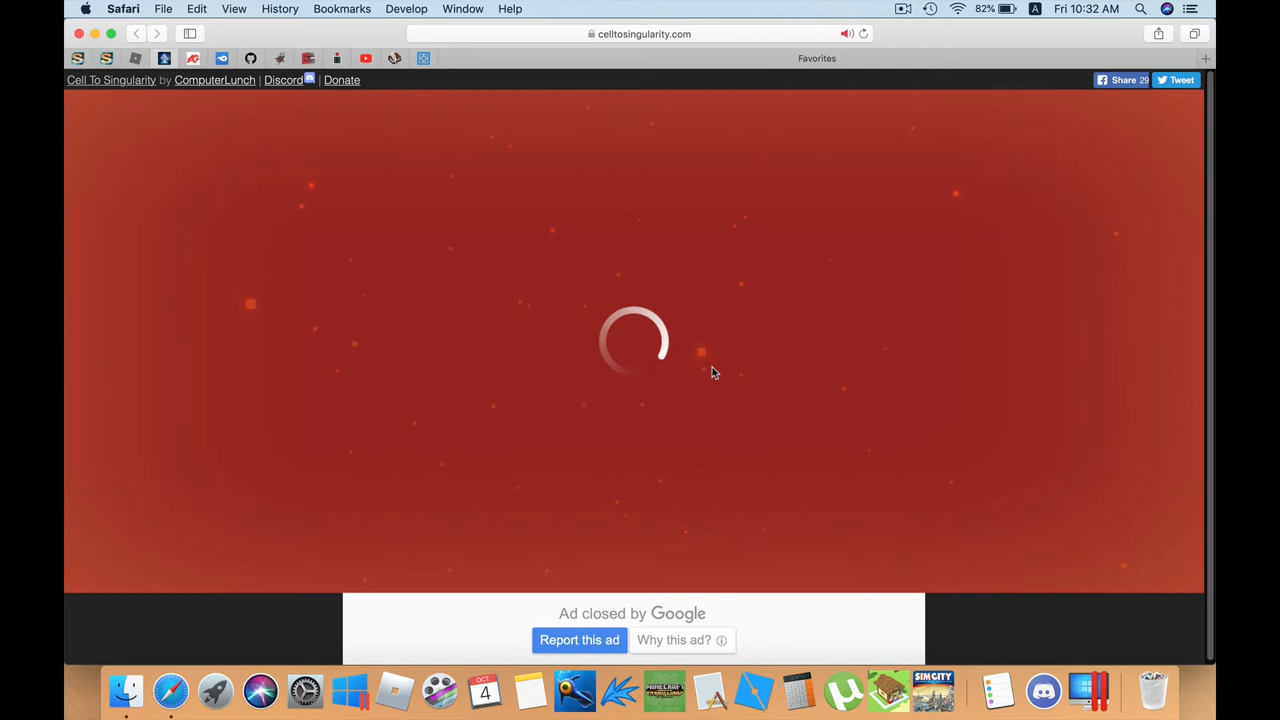 Safari File Edit View History Bookmarks Develop Window Help 82% A Fri 10:32 AM
celltosingularity.com
Favorites
Cell To Singularity by ComputerLunch | Discord | Donate Share 29 Tweet
Ad closed by Google
Report this ad Why this ad?
OCT
4
MINECRAFT
SIMCITY